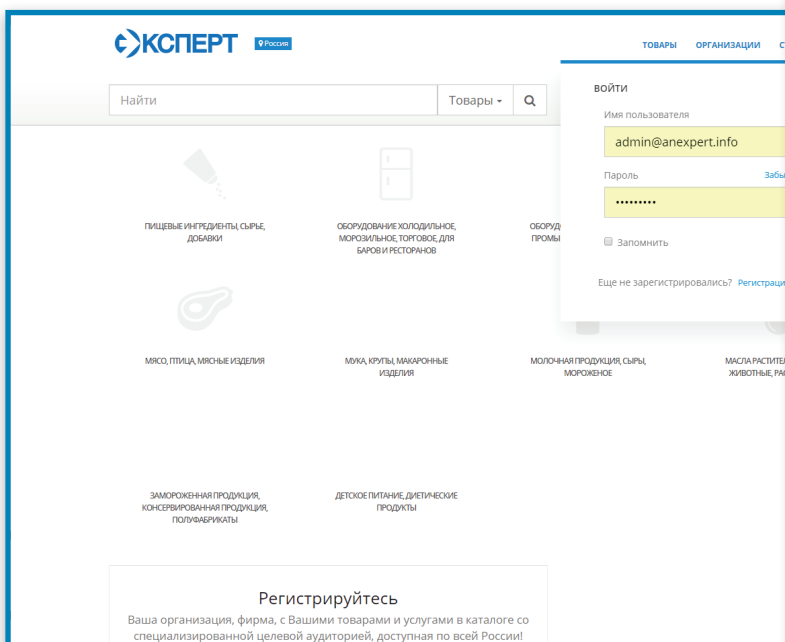 ЭКСПЕРТ
Россия
ТОВАРЫ ОРГАНИЗАЦИИ
Найти
Товары
ВОЙТИ
Имя пользователя
admin@anexpert.info
Пароль
•••••••••
Запомнить
Еще не зарегистрировались?
ПИЩЕВЫЕ ИНГРЕДИЕНТЫ, СЫРЬЕ,
ДОБАВКИ
ОБОРУДОВАНИЕ ХОЛОДИЛЬНОЕ,
МОРОЗИЛЬНОЕ, ТОРГОВОЕ, ДЛЯ
БАРОВ И РЕСТОРАНОВ
МЯСО, ПТИЦА, МЯСНЫЕ ИЗДЕЛИЯ
МУКА, КРУПЫ, МАКАРОННЫЕ
ИЗДЕЛИЯ
МОЛОЧНАЯ ПРОДУКЦИЯ, СЫРЫ,
МОРОЖЕНОЕ
МАСЛА
ЖИВОТНЫЕ,
ЗАМОРОЖЕННАЯ ПРОДУКЦИЯ,
КОНСЕРВИРОВАННАЯ ПРОДУКЦИЯ,
ПОЛУФАБРИКАТЫ
ДЕТСКОЕ ПИТАНИЕ, ДИЕТИЧЕСКИЕ
ПРОДУКТЫ
Регистрируйтесь
Ваша организация, фирма, с Вашими товарами и услугами в каталоге со
специализированной целевой аудиторией, доступная по всей России!